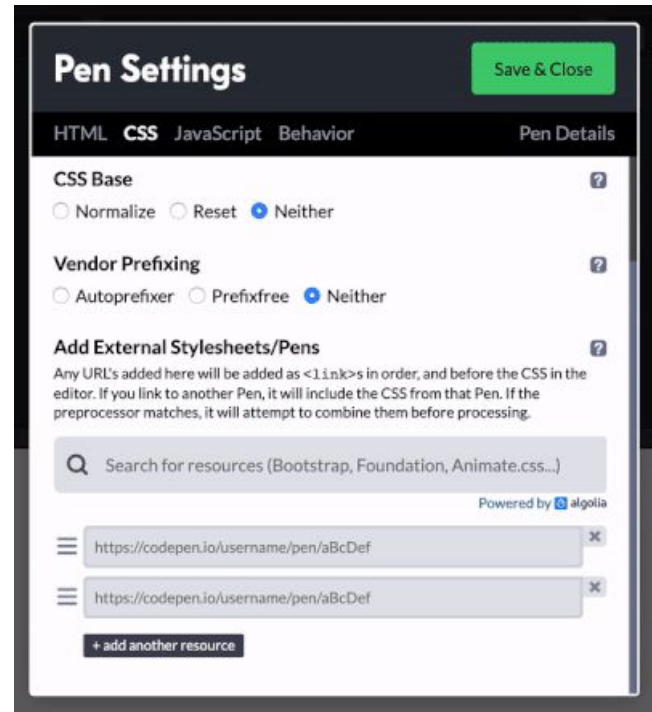 Pen Settings
Save & Close
HTML CSS JavaScript Behavior Pen Details
CSS Base
Normalize Reset Neither
Vendor Prefixing
Autoprefixer Prefixfree Neither
Add External Stylesheets/Pens
Any URL's added here will be added as <link>s in order, and before the CSS in the
editor. If you link to another Pen, it will include the CSS from that Pen. If the
preprocessor matches, it will attempt to combine them before processing.
Search for resources (Bootstrap, Foundation, Animate.css...)
Powered by algolia
https://codepen.io/username/pen/aBcDef
https://codepen.io/username/pen/aBcDef
+ add another resource